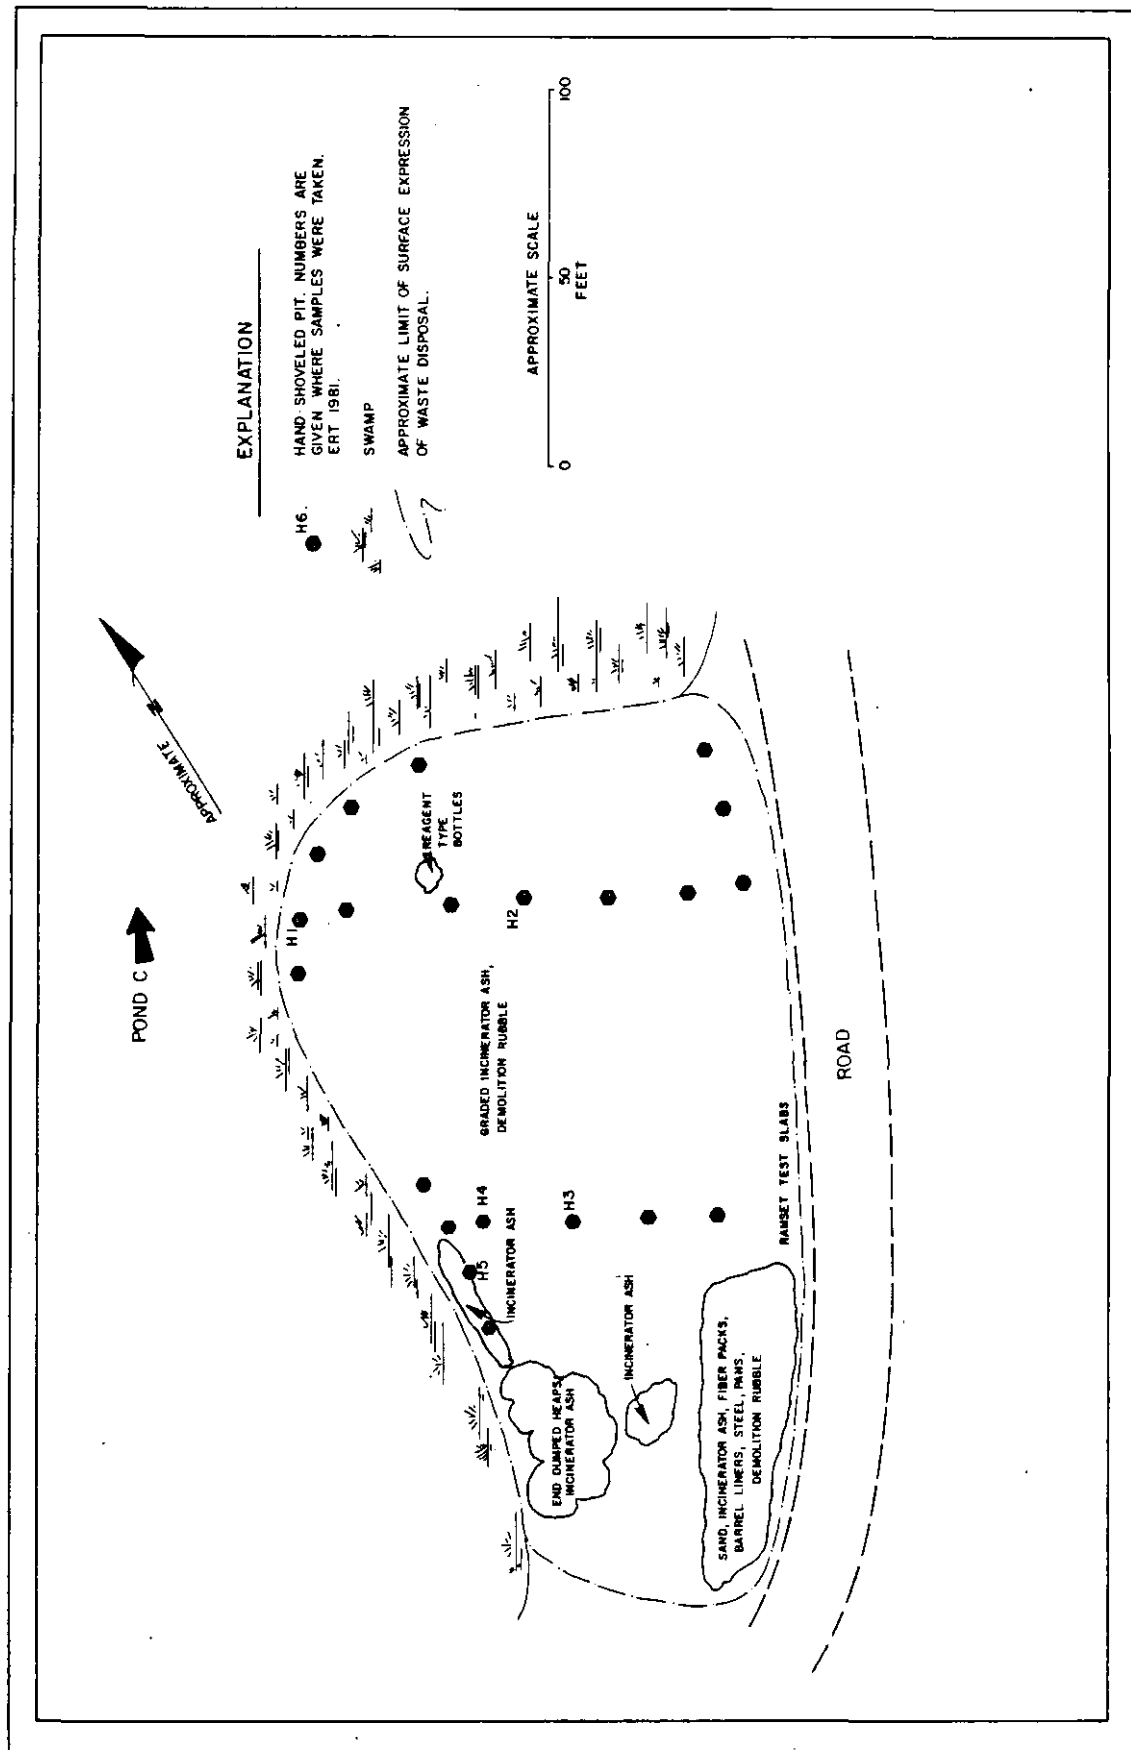 EXPLANATION
H6.
HAND-SHOVELED PIT. NUMBERS ARE
GIVEN WHERE SAMPLES WERE TAKEN.
ERT 1981.
SWAMP
APPROXIMATE LIMIT OF SURFACE EXPRESSION
OF WASTE DISPOSAL.
APPROXIMATE SCALE
0
50
100
FEET
APPROXIMATE N
POND C
H1
REAGENT
TYPE
BOTTLES
H2
GRADED INCINERATOR ASH,
DEMOLITION RUBBLE
H4
H3
H5
INCINERATOR ASH
END DUMPED HEAPS,
INCINERATOR ASH
INCINERATOR ASH
RAMSET TEST SLABS
SAND, INCINERATOR ASH, FIBER PACKS,
BARREL LINERS, STEEL, PANS,
DEMOLITION RUBBLE
ROAD